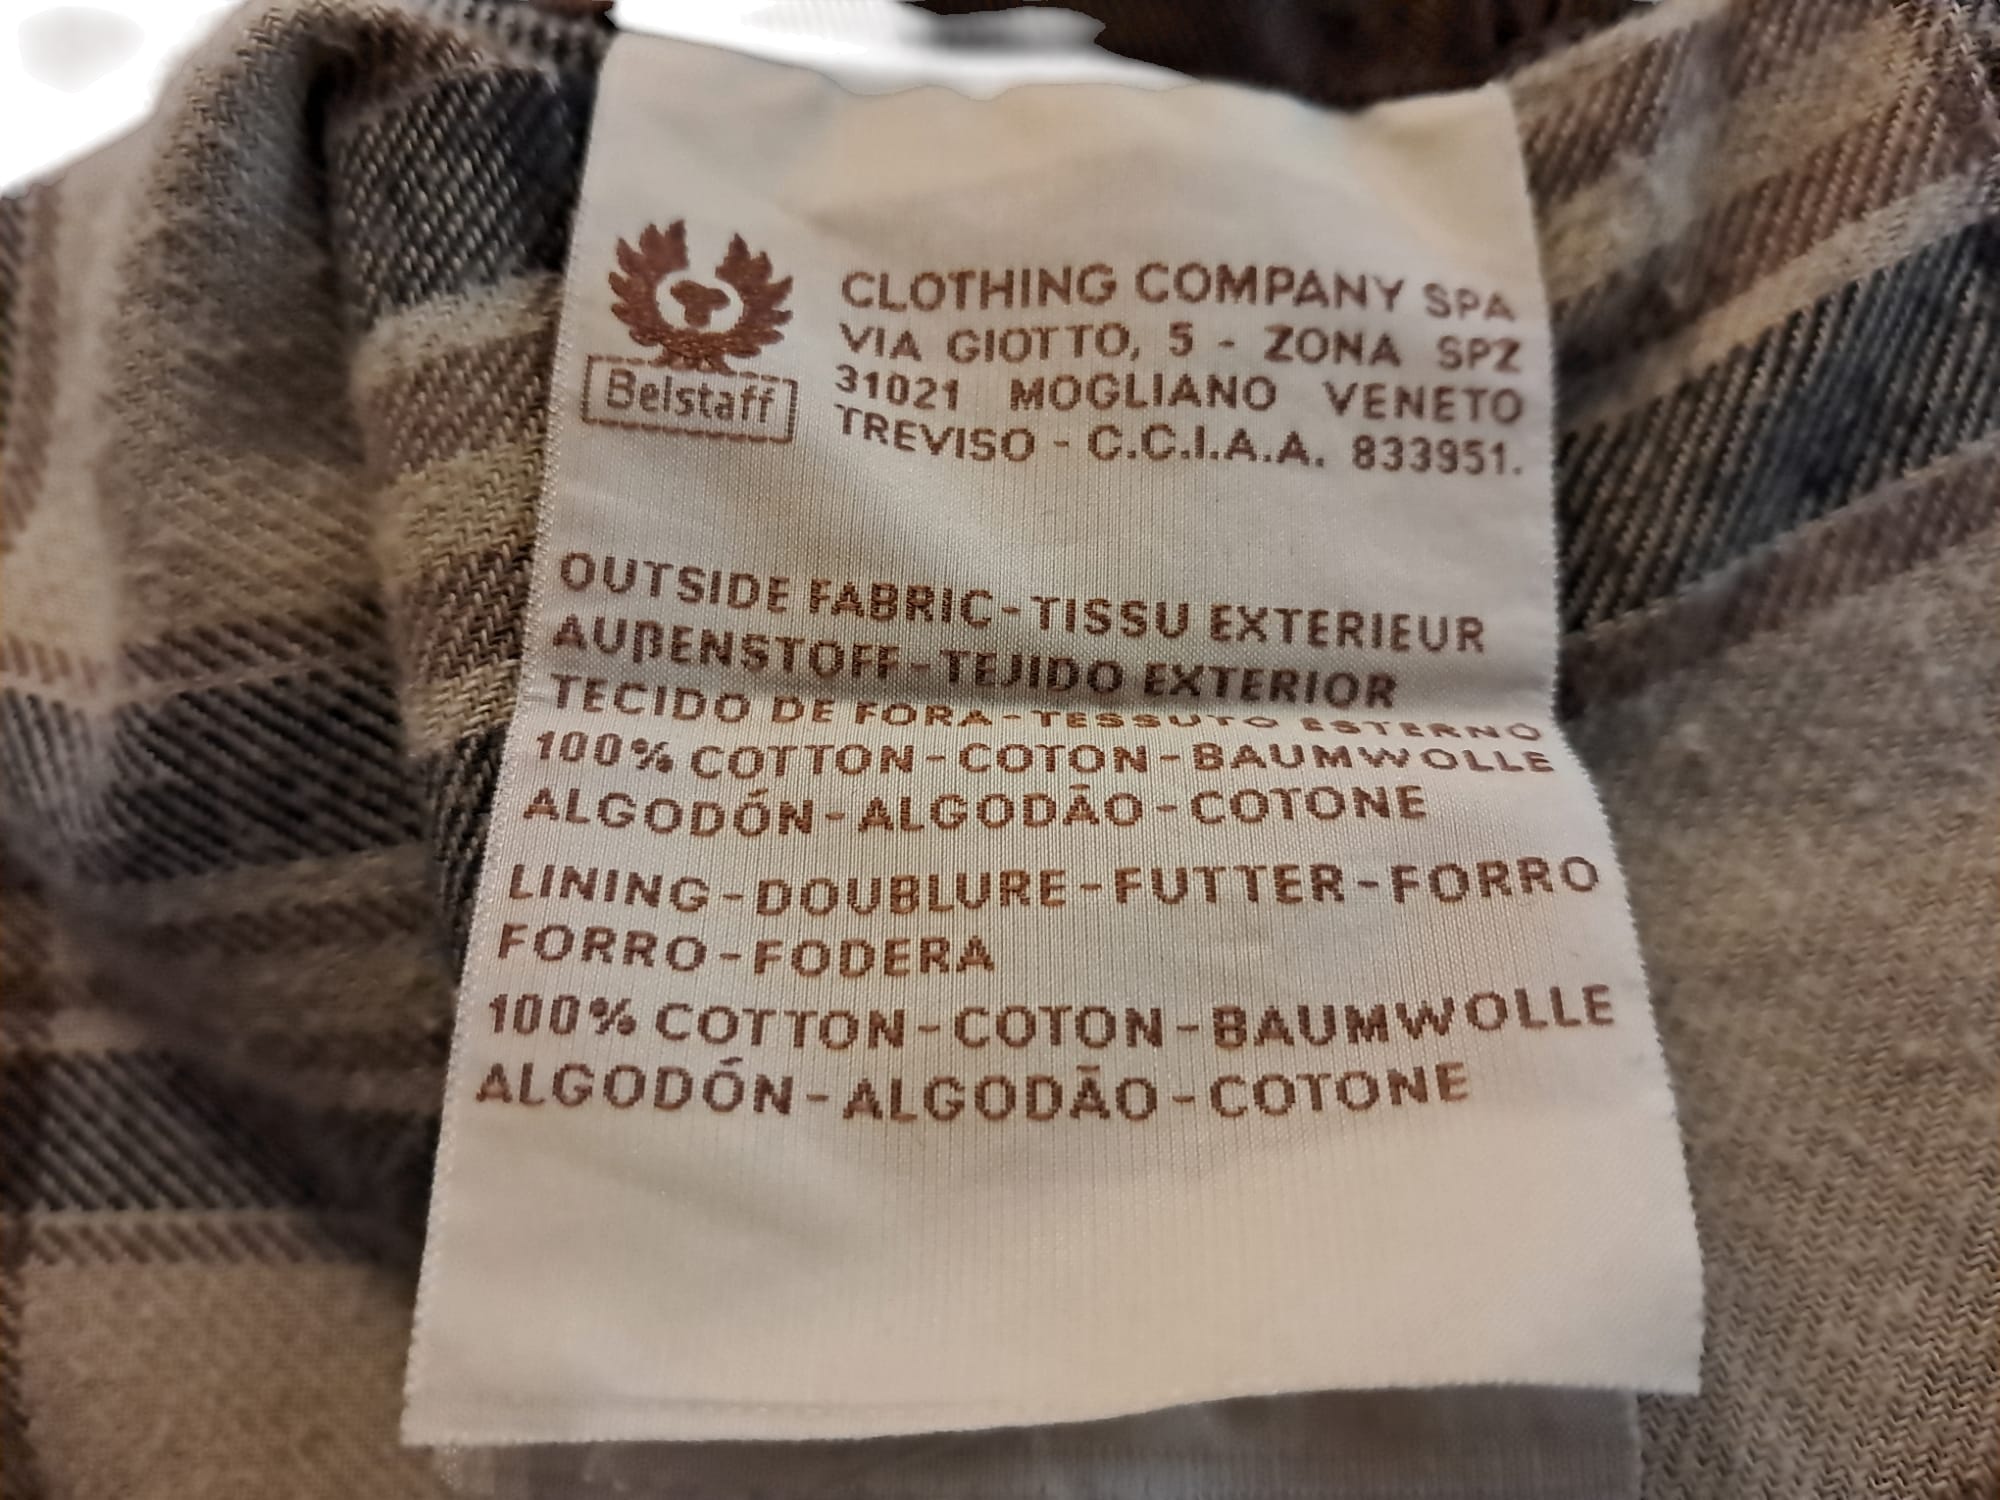 Belstaff
CLOTHING COMPANY SPA
VIA GIOTTO, 5 - ZONA SPZ
31021 MOGLIANO VENETO
TREVISO - C.C.I.A.A. 833951.
OUTSIDE FABRIC - TISSU EXTERIEUR
AUßENSTOFF - TEJIDO EXTERIOR
TECIDO DE FORA - TESSUTO ESTERNO
100% COTTON - COTON - BAUMWOLLE
ALGODÓN - ALGODÃO - COTONE
LINING - DOUBLURE - FUTTER - FORRO
FORRO - FODERA
100% COTTON - COTON - BAUMWOLLE
ALGODÓN - ALGODÃO - COTONE